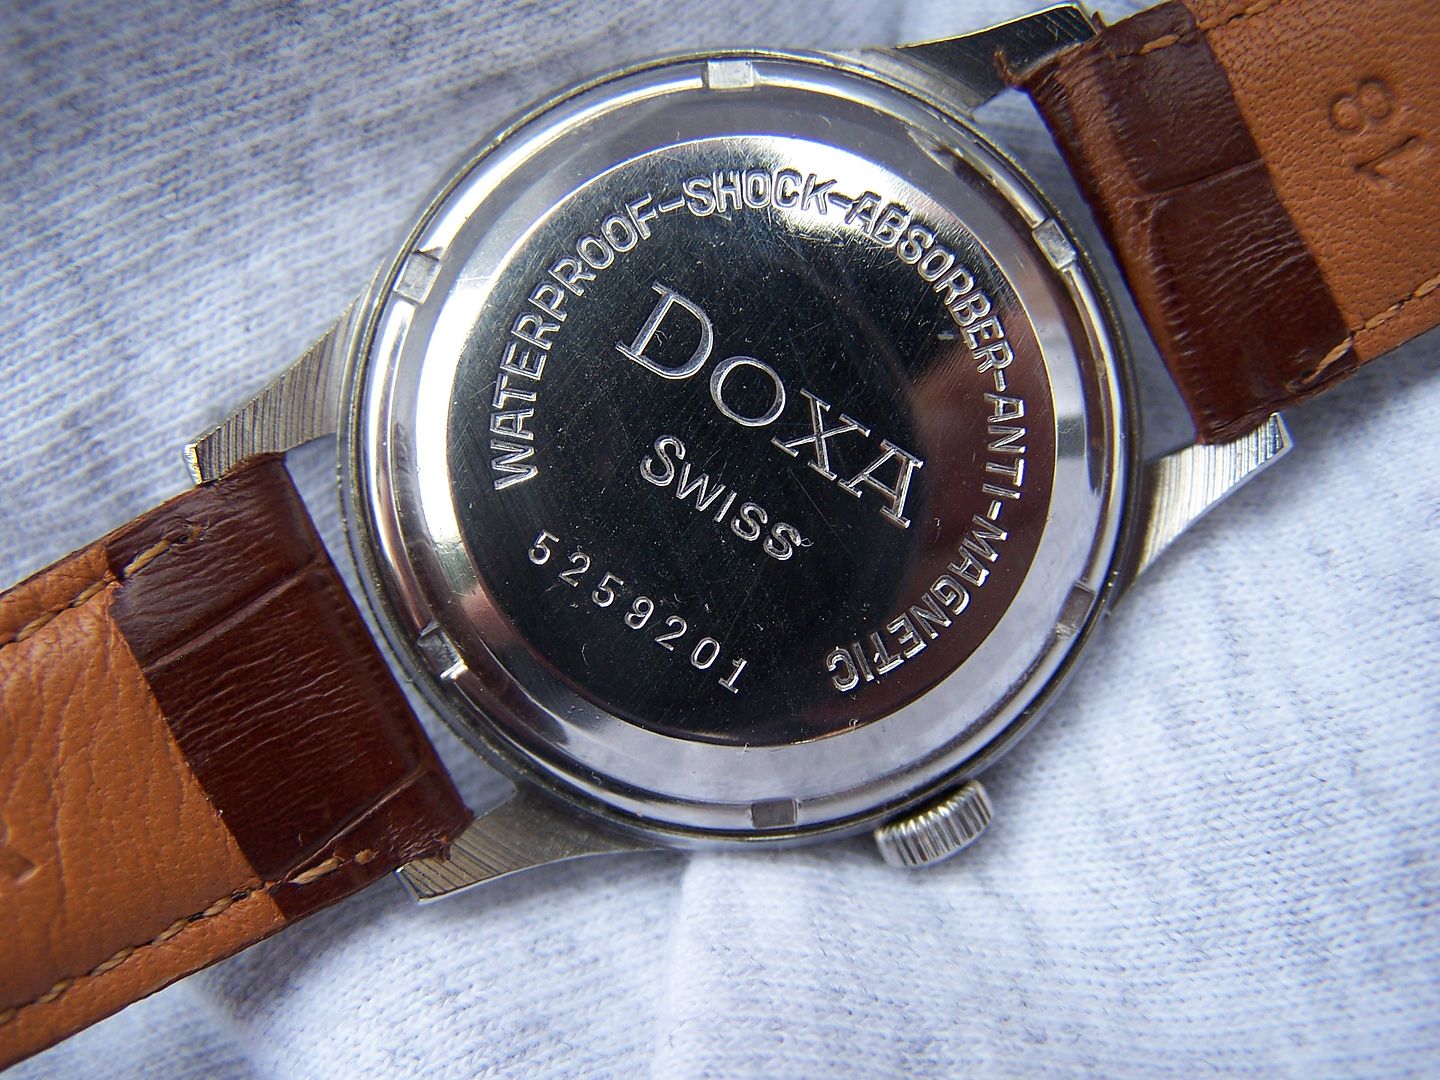 WATERPROOF-SHOCK-ABSORBER-ANTI-MAGNETIC
DOXA
SWISS
5259201
18